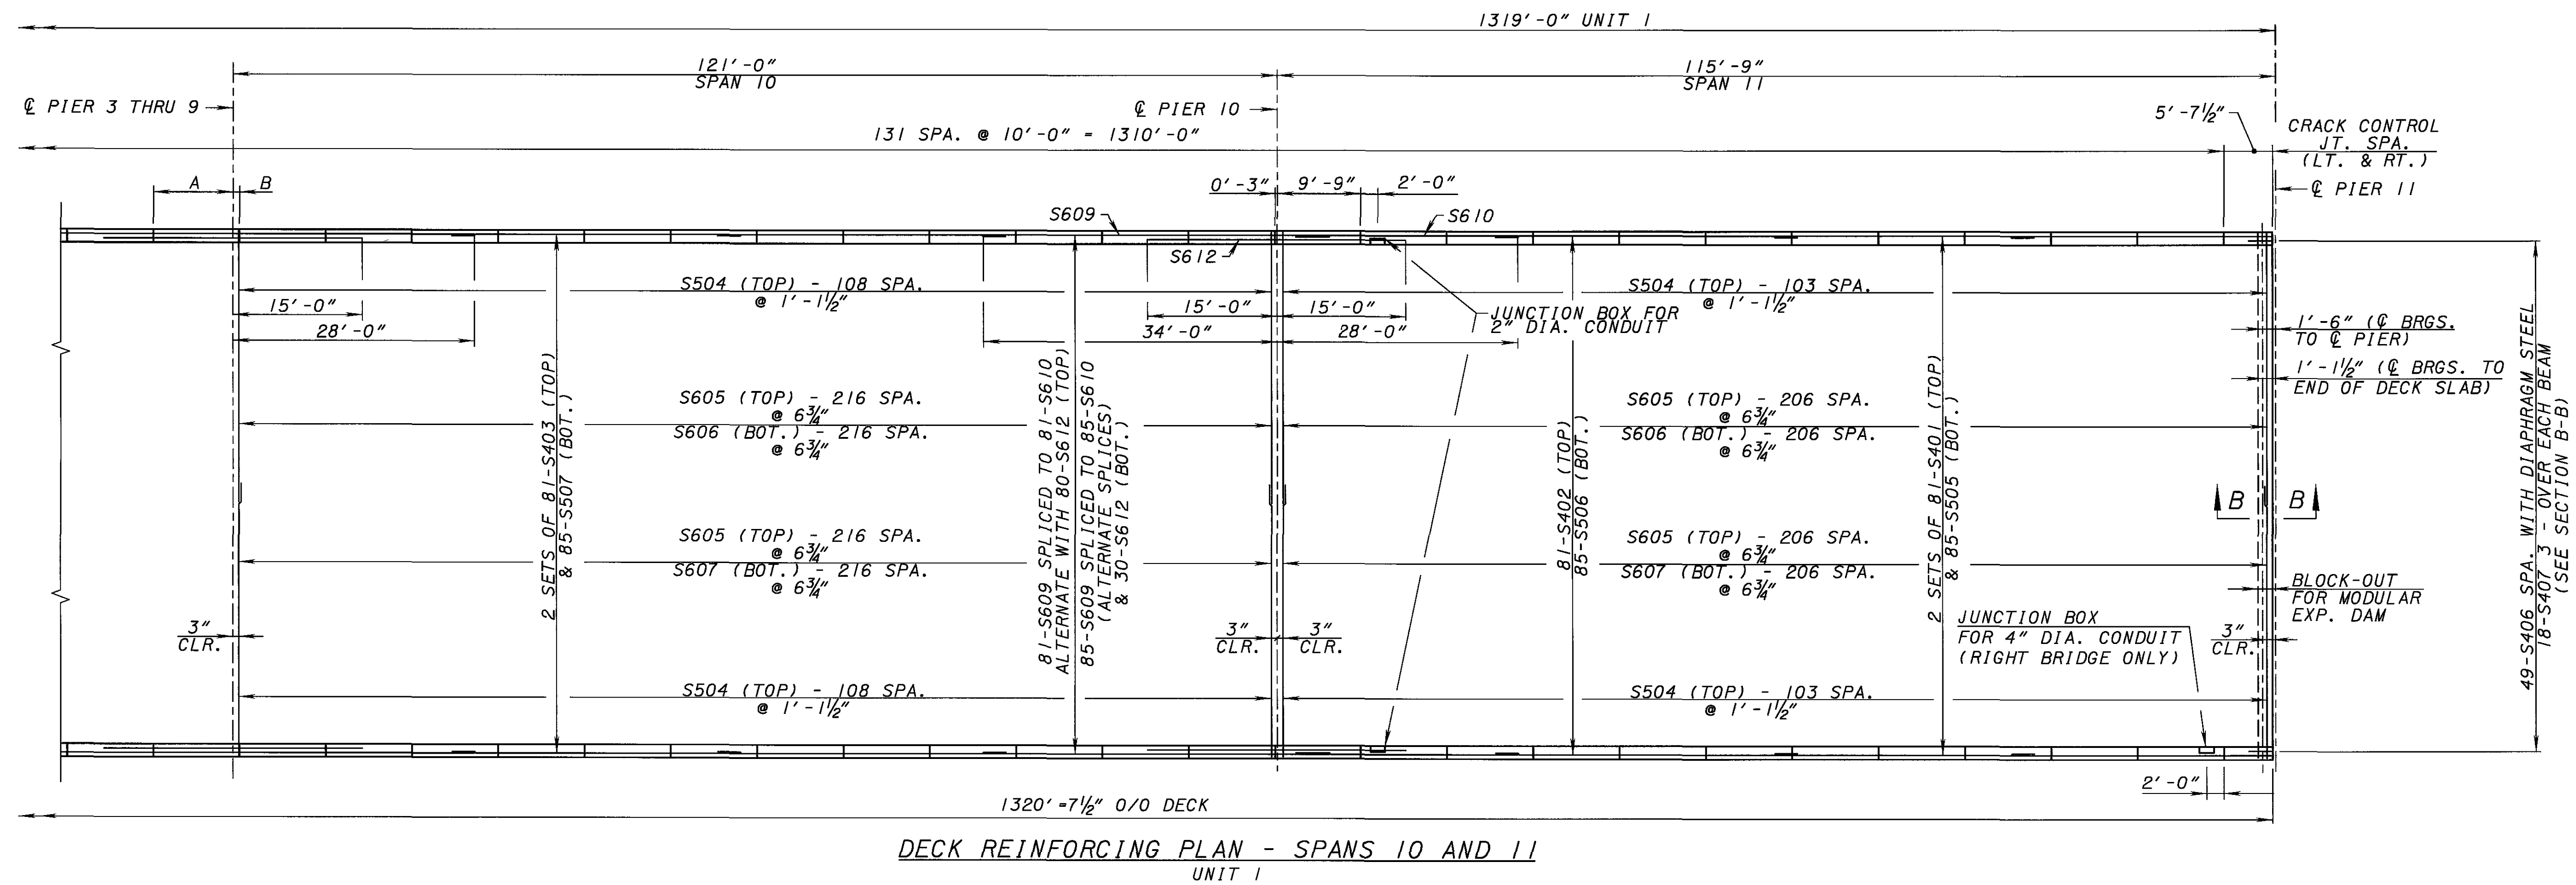 1319'-0" UNIT 1
121'-0"
SPAN 10
115'-9"
SPAN 11
℄ PIER 3 THRU 9
℄ PIER 10
131 SPA. @ 10'-0" = 1310'-0"
5'-7½"
CRACK CONTROL
JT. SPA.
(LT. & RT.)
℄ PIER 11
A
B
0'-3"
9'-9"
2'-0"
S609
S610
S612
S504 (TOP) - 108 SPA.
@ 1'-1½"
S504 (TOP) - 103 SPA.
@ 1'-1½"
15'-0"
28'-0"
15'-0"
15'-0"
34'-0"
28'-0"
JUNCTION BOX FOR
2" DIA. CONDUIT
1'-6" (℄ BRGS.
TO ℄ PIER)
1'-1½" (℄ BRGS. TO
END OF DECK SLAB)
2 SETS OF 81-S403 (TOP)
& 85-S507 (BOT.)
S605 (TOP) - 216 SPA.
@ 6¾"
S606 (BOT.) - 216 SPA.
@ 6¾"
81-S609 SPLICED TO 81-S610
ALTERNATE WITH 80-S612 (TOP)
85-S609 SPLICED TO 85-S610
(ALTERNATE SPLICES)
& 30-S612 (BOT.)
81-S402 (TOP)
85-S506 (BOT.)
S605 (TOP) - 206 SPA.
@ 6¾"
S606 (BOT.) - 206 SPA.
@ 6¾"
2 SETS OF 81-S401 (TOP)
& 85-S505 (BOT.)
B
B
49-S406 SPA. WITH DIAPHRAGM STEEL
18-S407 3 - OVER EACH BEAM
(SEE SECTION B-B)
S605 (TOP) - 216 SPA.
@ 6¾"
S607 (BOT.) - 216 SPA.
@ 6¾"
S605 (TOP) - 206 SPA.
@ 6¾"
S607 (BOT.) - 206 SPA.
@ 6¾"
BLOCK-OUT
FOR MODULAR
EXP. DAM
JUNCTION BOX
FOR 4" DIA. CONDUIT
(RIGHT BRIDGE ONLY)
3"
CLR.
3"
CLR.
3"
CLR.
3"
CLR.
S504 (TOP) - 108 SPA.
@ 1'-1½"
S504 (TOP) - 103 SPA.
@ 1'-1½"
2'-0"
1320'=7½" O/O DECK
DECK REINFORCING PLAN - SPANS 10 AND 11
UNIT 1